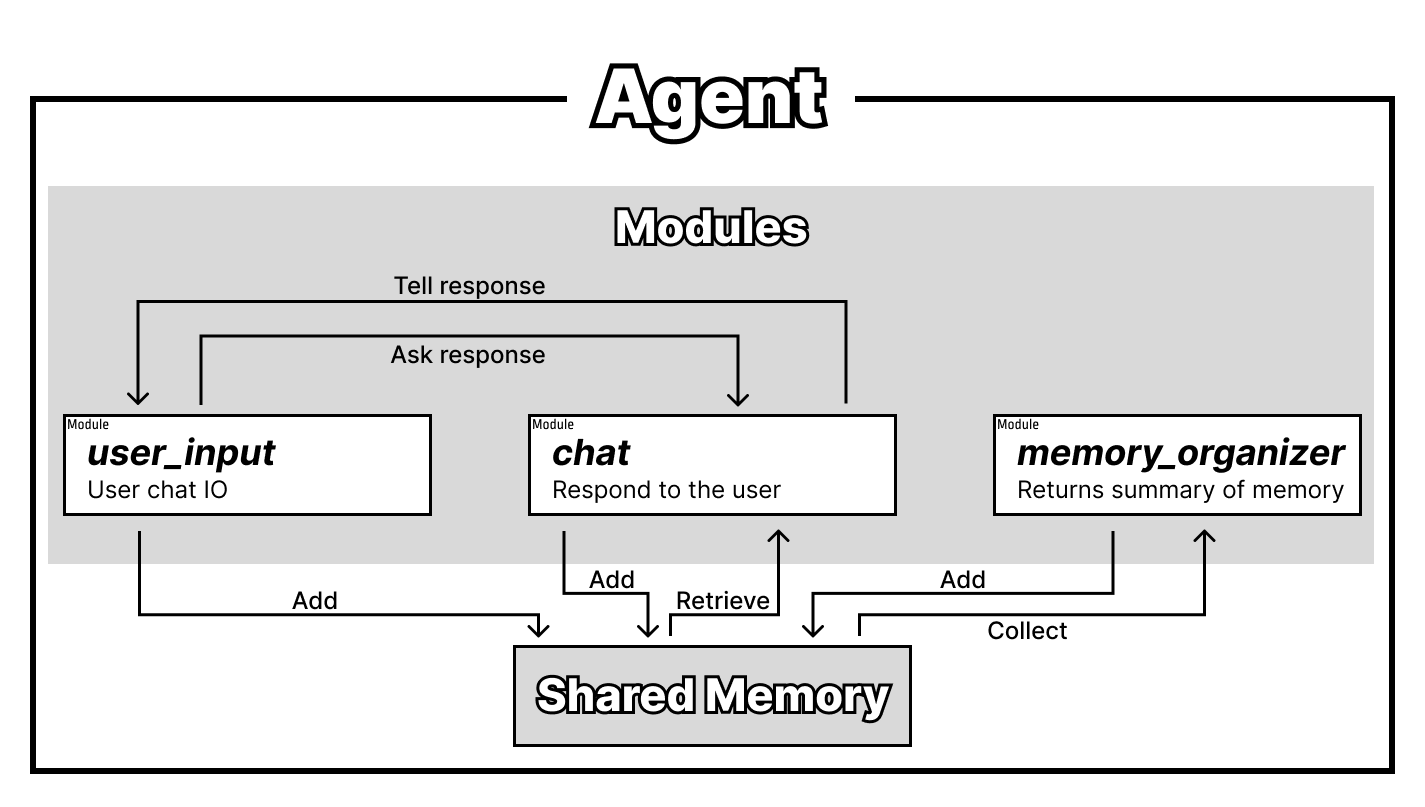 Agent
Modules
Tell response
Ask response
Module
user_input
User chat IO
Module
chat
Respond to the user
Module
memory_organizer
Returns summary of memory
Add
Add
Retrieve
Add
Collect
Shared Memory